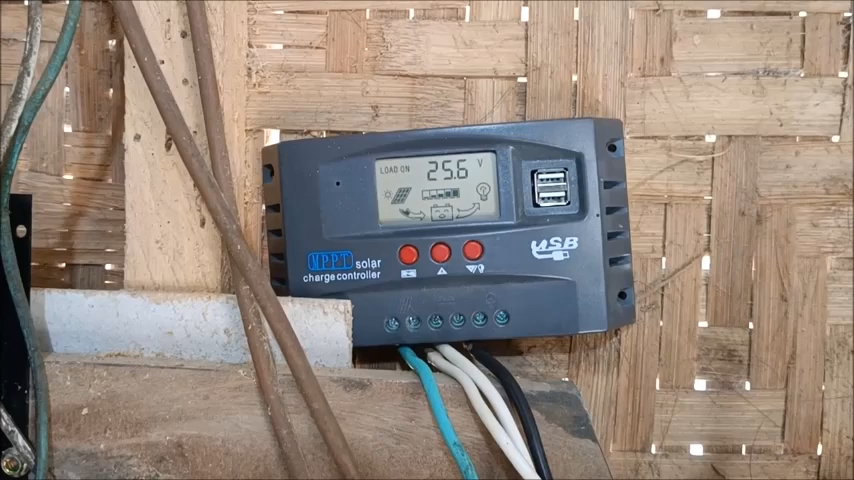 LOAD ON 25.6 V
MPPT solar
charge controller
USB